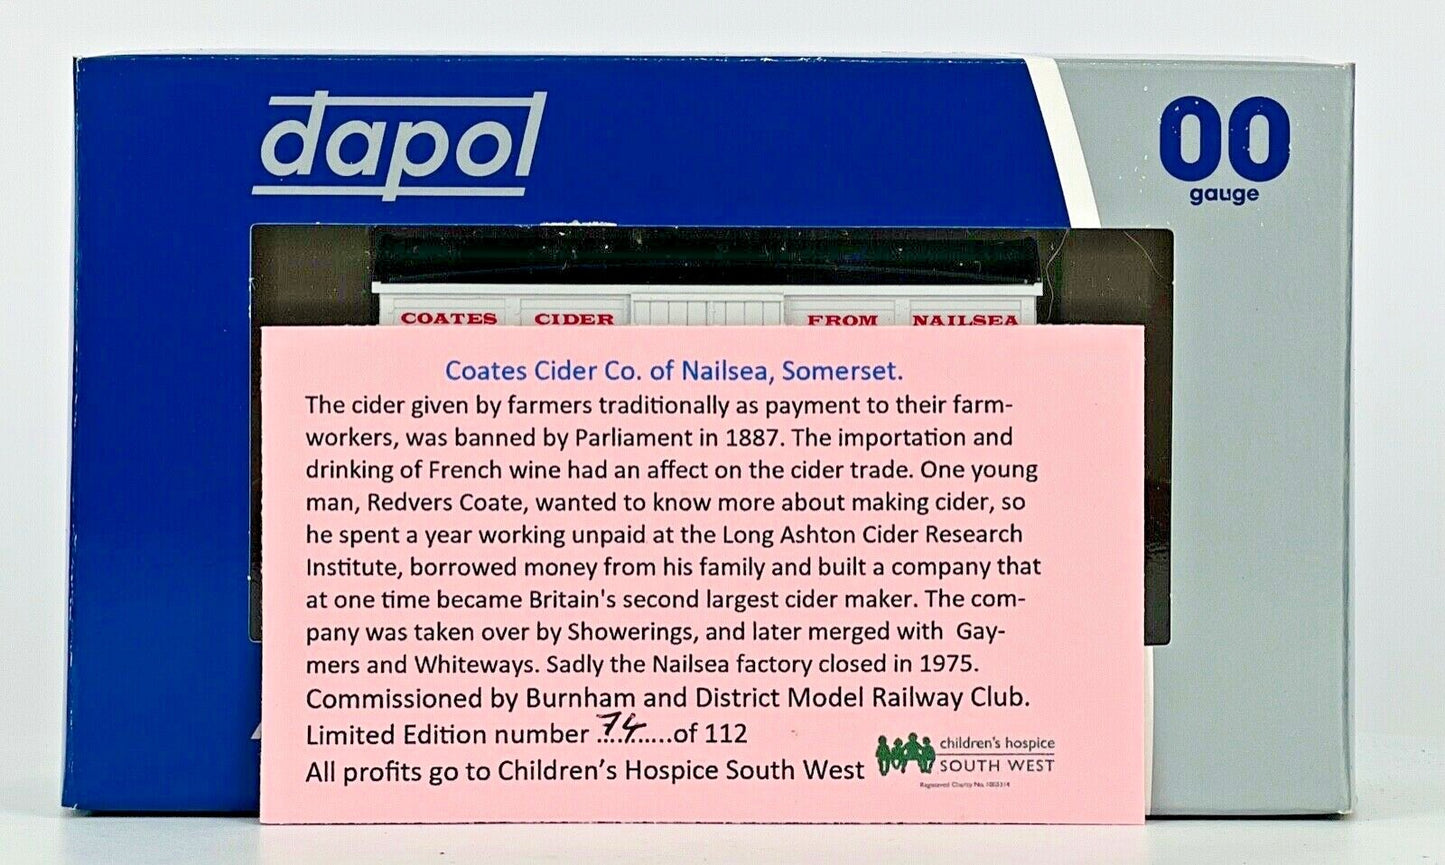 dapol
00
gauge
COATES CIDER FROM NAILSEA
Coates Cider Co. of Nailsea, Somerset.
The cider given by farmers traditionally as payment to their farm-
workers, was banned by Parliament in 1887. The importation and
drinking of French wine had an affect on the cider trade. One young
man, Redvers Coate, wanted to know more about making cider, so
he spent a year working unpaid at the Long Ashton Cider Research
Institute, borrowed money from his family and built a company that
at one time became Britain's second largest cider maker. The com-
pany was taken over by Showerings, and later merged with Gay-
mers and Whiteways. Sadly the Nailsea factory closed in 1975.
Commissioned by Burnham and District Model Railway Club.
Limited Edition number ....74.....of 112
All profits go to Children’s Hospice South West
children's hospice
SOUTH WEST
Registered Charity No. 1003314